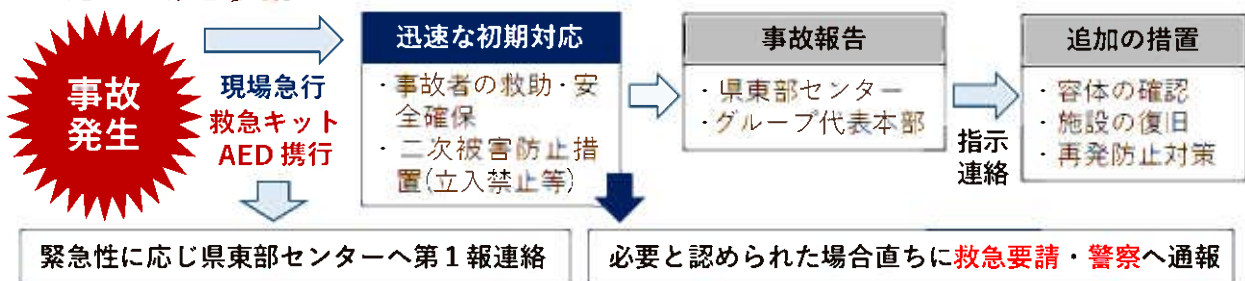 事故
発生
現場急行
救急キット
AED 携行
迅速な初期対応
・事故者の救助・安
全確保
・二次被害防止措
置(立入禁止等)
事故報告
・県東部センター
・グループ代表本部
指示
連絡
追加の措置
・容体の確認
・施設の復旧
・再発防止対策
緊急性に応じ県東部センターへ第1報連絡
必要と認められた場合直ちに救急要請・警察へ通報